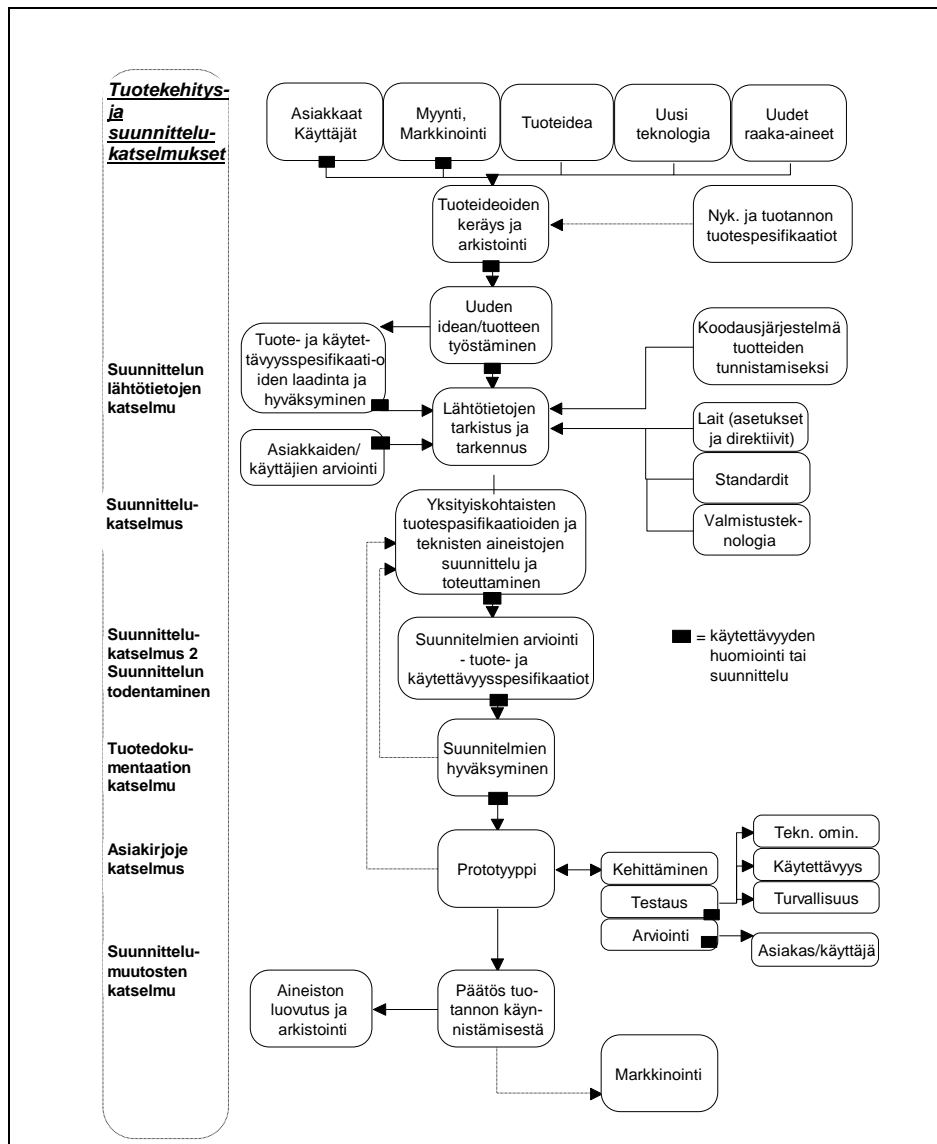 Tuotekehitys-
ja
suunnittelu-
katselmukset
Asiakkaat
Käyttäjät
Myynti,
Markkinointi
Tuoteidea
Uusi
teknologia
Uudet
raaka-aineet
Tuoteideoiden
keräys ja
arkistointi
Nyk. ja tuotannon
tuotespesifikaatiot
Uuden
idean/tuotteen
työstäminen
Tuote- ja käytet-
tävyysspesifikaati-o
iden laadinta ja
hyväksyminen
Koodausjärjestelmä
tuotteiden
tunnistamiseksi
Suunnittelun
lähtötietojen
katselmu
Lähtötietojen
tarkistus ja
tarkennus
Lait (asetukset
ja direktiivit)
Asiakkaiden/
käyttäjien arviointi
Standardit
Suunnittelu-
katselmus
Yksityiskohtaisten
tuotespasifikaatioiden ja
teknisten aineistojen
suunnittelu ja
toteuttaminen
Valmistustek-
nologia
Suunnittelu-
katselmus 2
Suunnittelun
todentaminen
Suunnitelmien arviointi
- tuote- ja
käytettävyysspesifikaatiot
= käytettävyyden
huomiointi tai
suunnittelu
Tuotedoku-
mentaation
katselmu
Suunnitelmien
hyväksyminen
Asiakirjoje
katselmus
Prototyyppi
Kehittäminen
Testaus
Arviointi
Tekn. omin.
Käytettävyys
Turvallisuus
Asiakas/käyttäjä
Suunnittelu-
muutosten
katselmu
Aineiston
luovutus ja
arkistointi
Päätös tuo-
tannon käyn-
nistämisestä
Markkinointi